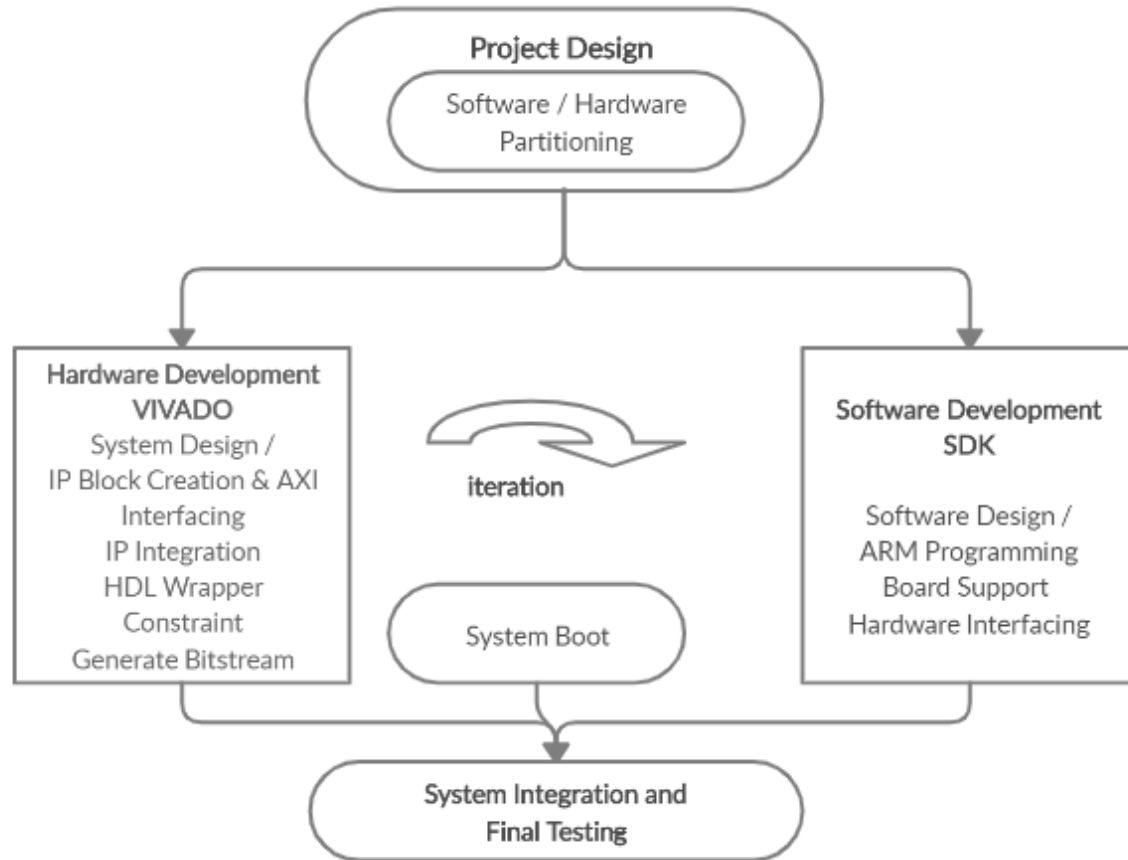 Project Design
Software / Hardware
Partitioning
Hardware Development
VIVADO
System Design /
IP Block Creation & AXI
Interfacing
IP Integration
HDL Wrapper
Constraint
Generate Bitstream
iteration
Software Development
SDK
Software Design /
ARM Programming
Board Support
Hardware Interfacing
System Boot
System Integration and
Final Testing